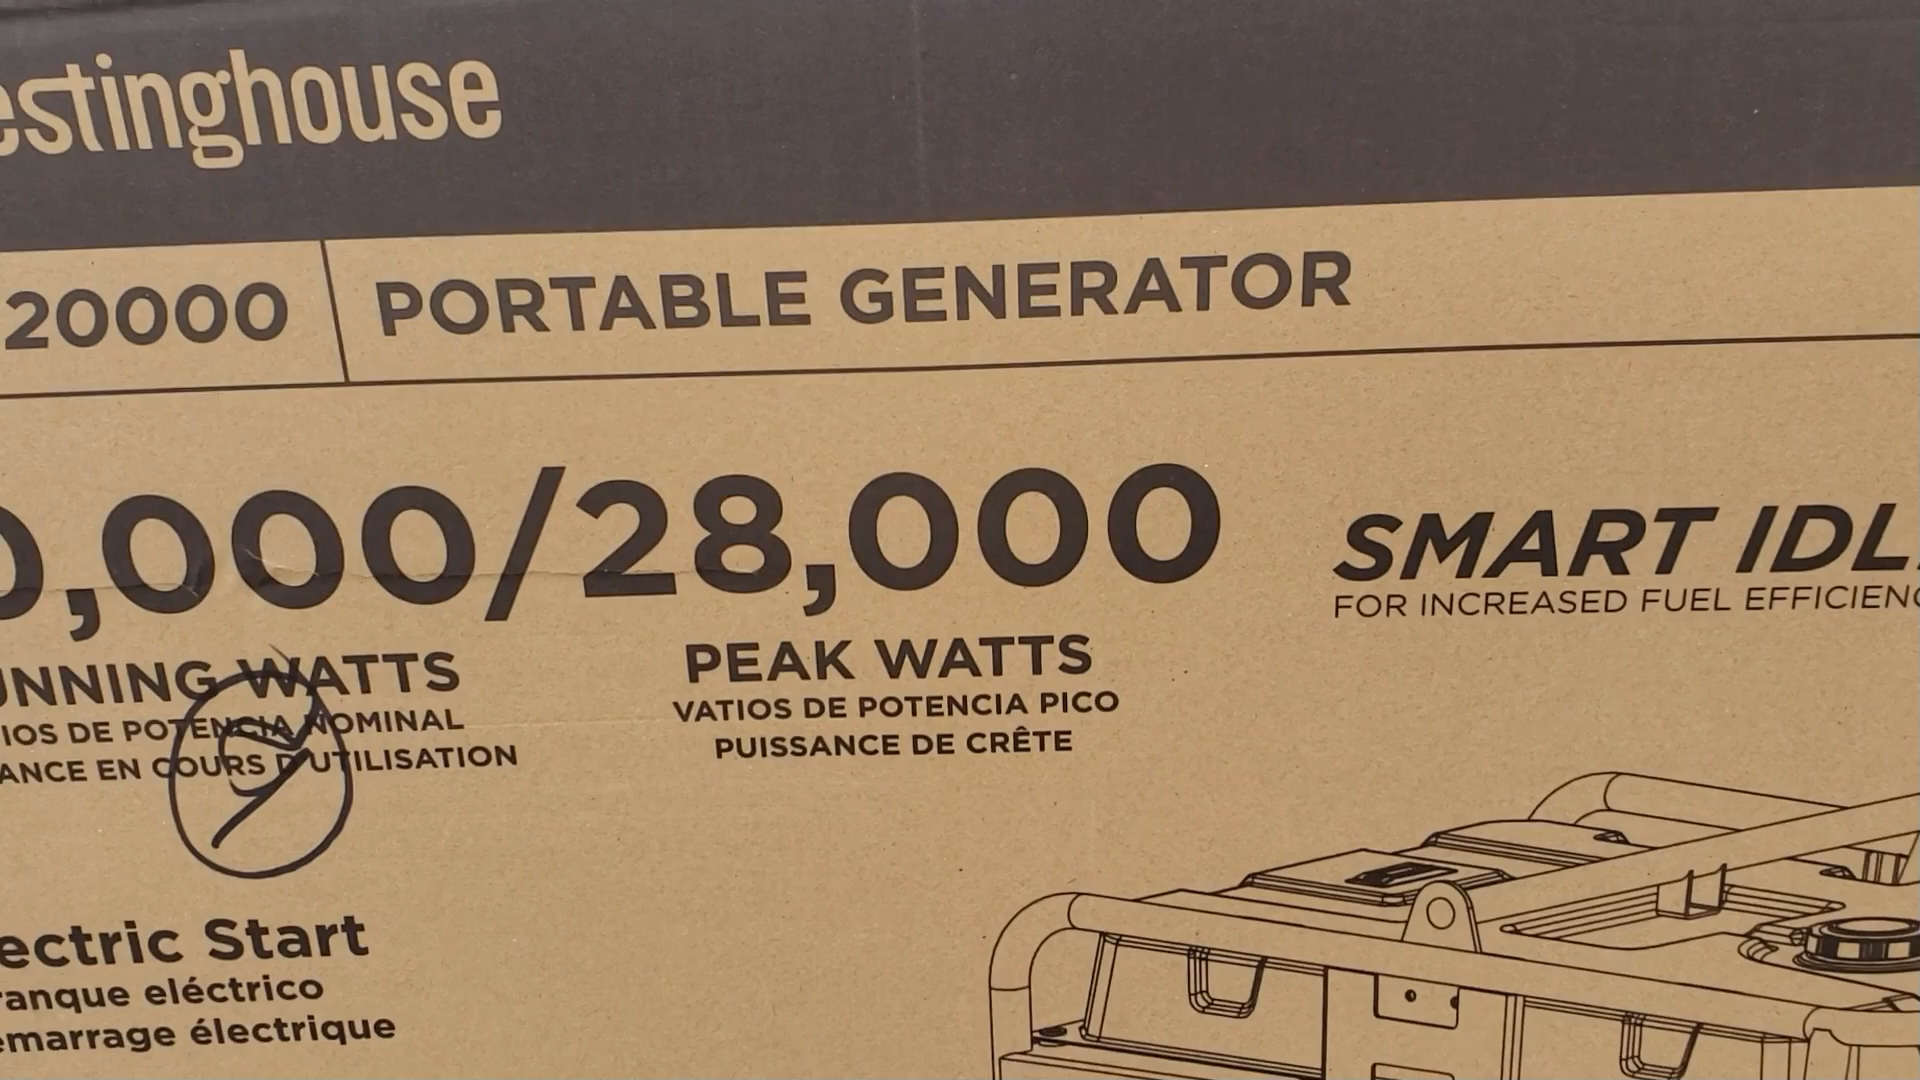 estinghouse
20000 PORTABLE GENERATOR
0,000/28,000
UNNING WATTS
IOS DE POTENCIA NOMINAL
ANCE EN COURS D'UTILISATION
PEAK WATTS
VATIOS DE POTENCIA PICO
PUISSANCE DE CRÊTE
SMART IDL
FOR INCREASED FUEL EFFICIENC
ectric Start
ranque eléctrico
emarrage électrique